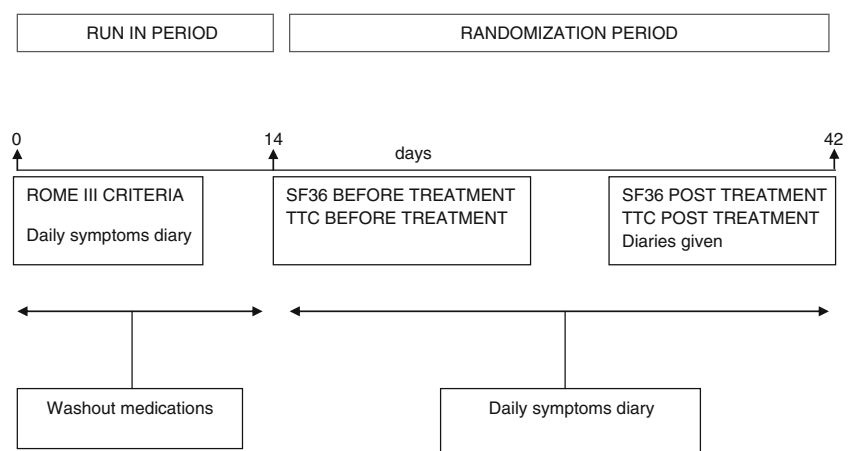 RUN IN PERIOD
RANDOMIZATION PERIOD
0
14
days
42
ROME III CRITERIA
Daily symptoms diary
SF36 BEFORE TREATMENT
TTC BEFORE TREATMENT
SF36 POST TREATMENT
TTC POST TREATMENT
Diaries given
Washout medications
Daily symptoms diary